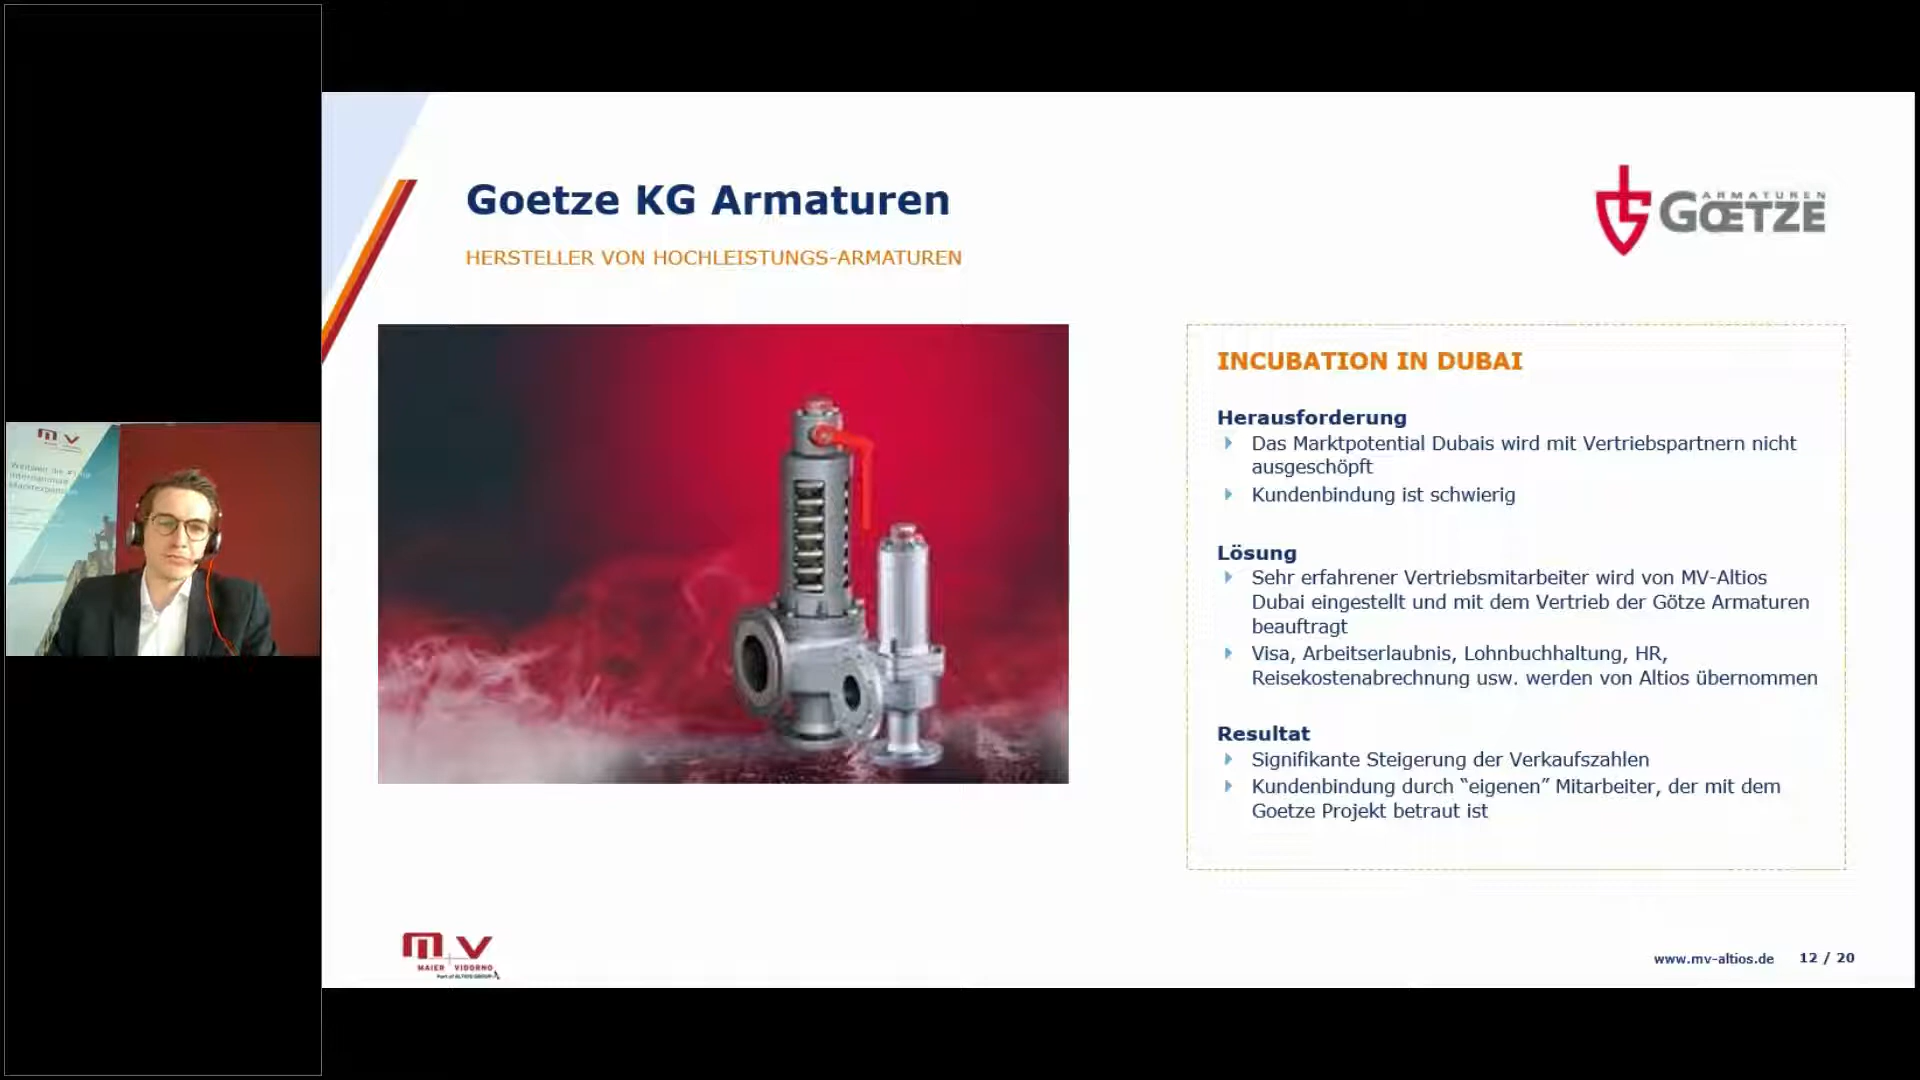 Goetze KG Armaturen
HERSTELLER VON HOCHLEISTUNGS-ARMATUREN
ARMATUREN
GŒTZE
INCUBATION IN DUBAI
Herausforderung
Das Marktpotential Dubais wird mit Vertriebspartnern nicht
ausgeschöpft
Kundenbindung ist schwierig
Lösung
Sehr erfahrener Vertriebsmitarbeiter wird von MV-Altios
Dubai eingestellt und mit dem Vertrieb der Götze Armaturen
beauftragt
Visa, Arbeitserlaubnis, Lohnbuchhaltung, HR,
Reisekostenabrechnung usw. werden von Altios übernommen
Resultat
Signifikante Steigerung der Verkaufszahlen
Kundenbindung durch “eigenen” Mitarbeiter, der mit dem
Goetze Projekt betraut ist
M V
MAIER VIDORNO
Part of ALTIOS GROUP
www.mv-altios.de 12 / 20
M V